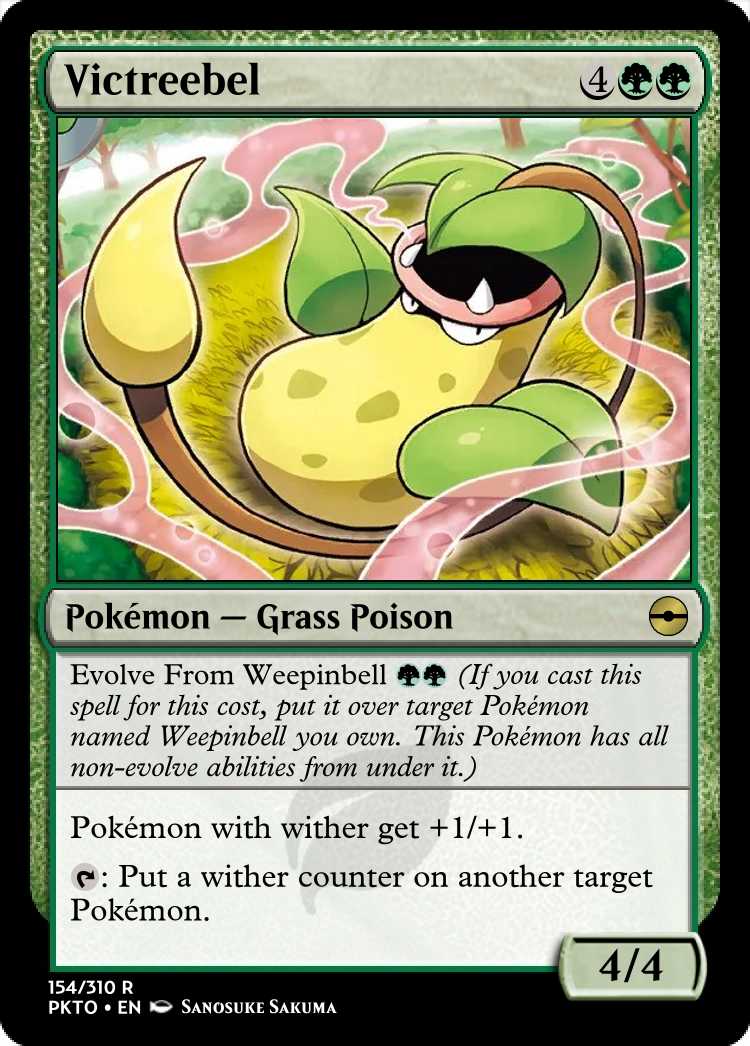 Victreebel 4
Pokémon — Grass Poison
Evolve From Weepinbell (If you cast this
spell for this cost, put it over target Pokémon
named Weepinbell you own. This Pokémon has all
non-evolve abilities from under it.)
Pokémon with wither get +1/+1.
: Put a wither counter on another target
Pokémon.
4/4
154/310 R
PKTO • EN Sanosuke Sakuma